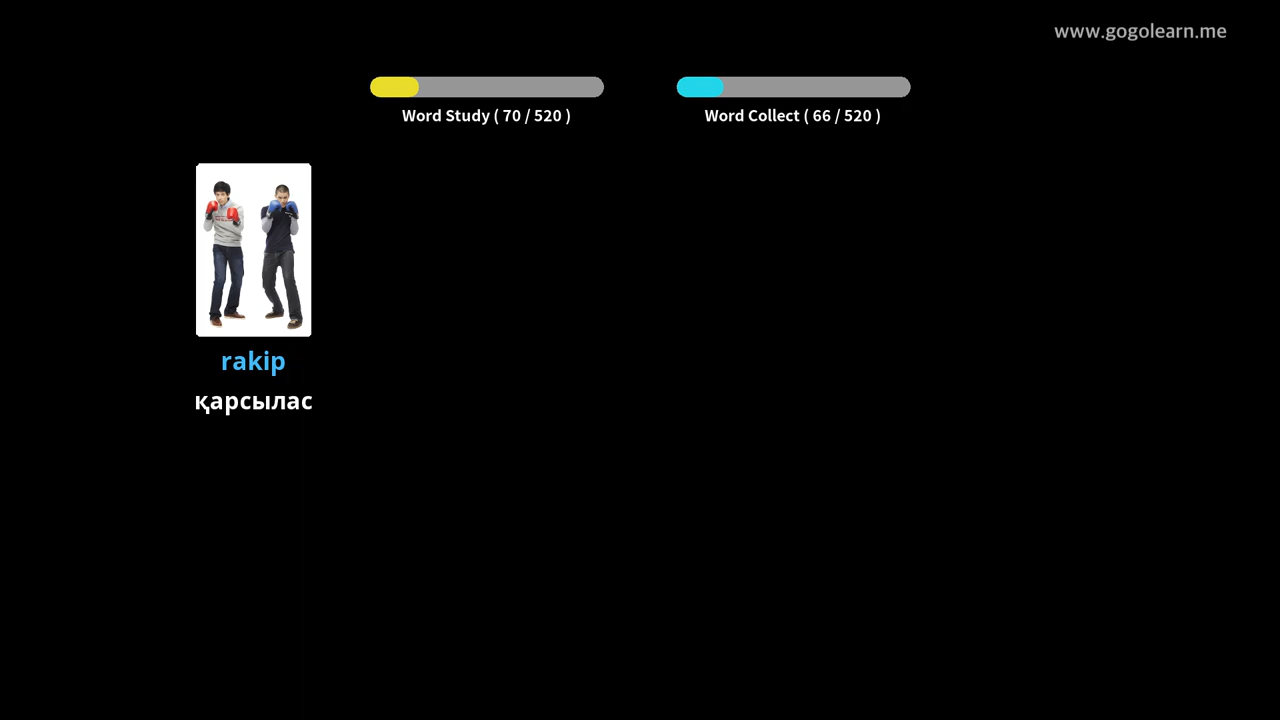 www.gogolearn.me
Word Study ( 70 / 520 )
Word Collect ( 66 / 520 )
rakip
қарсылас